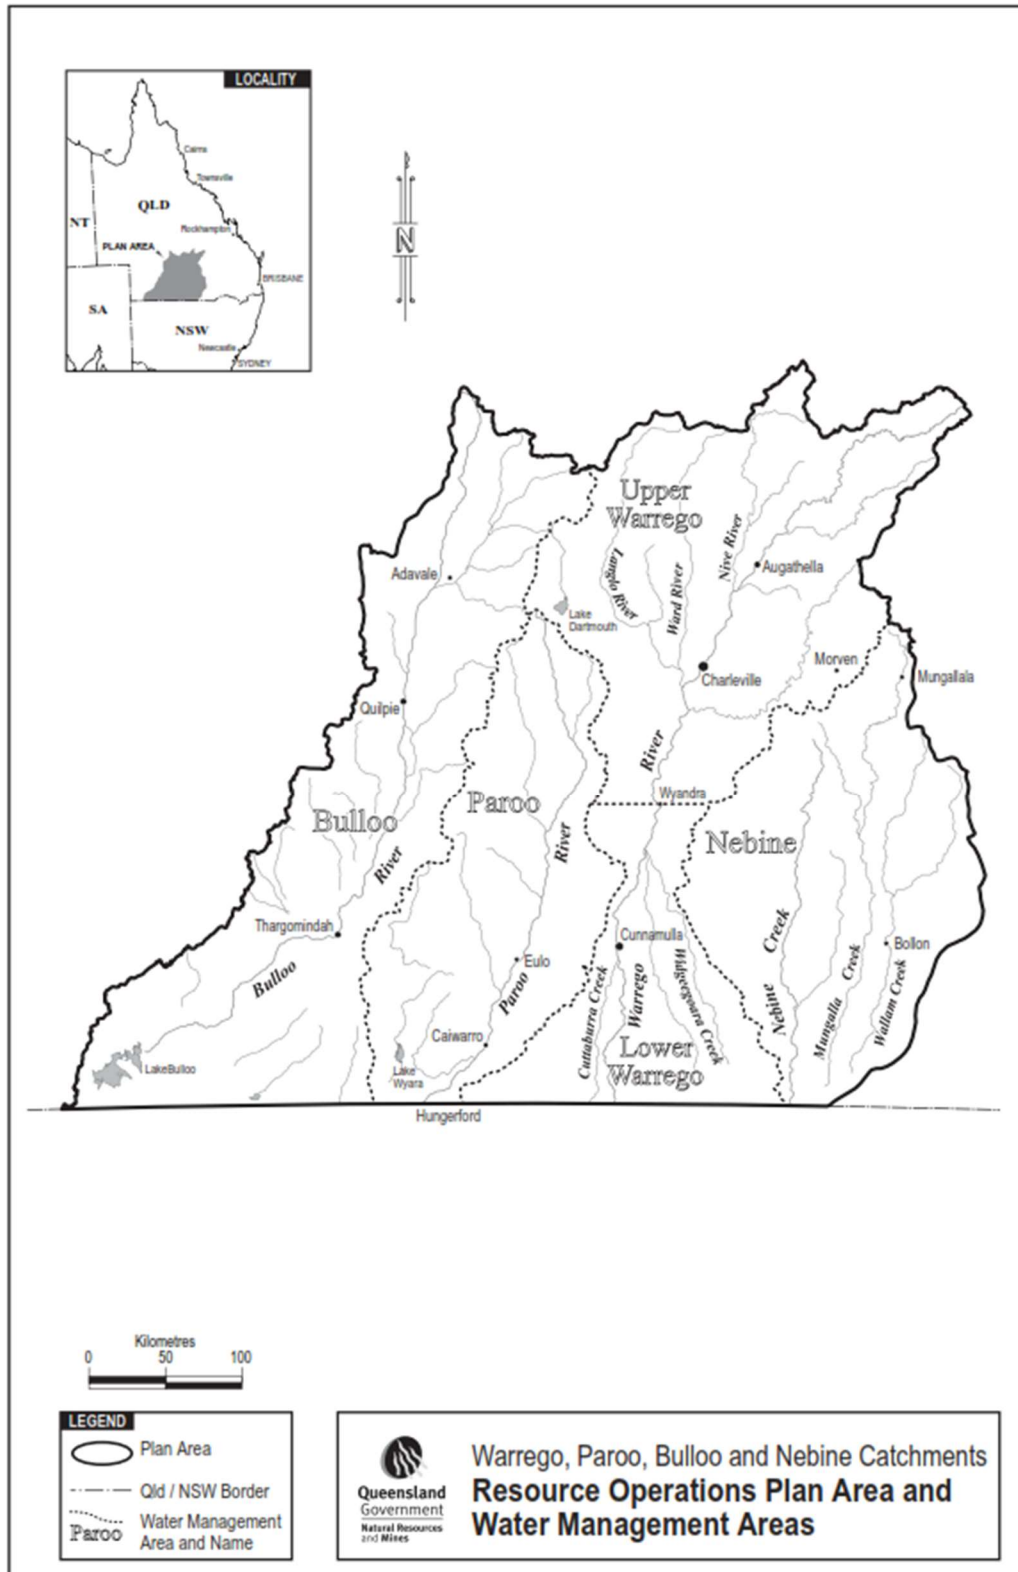 LOCALITY
Cairns
Townsville
QLD
NT
Rockhampton
PLAN AREA
BRISBANE
SA
NSW
Newcastle
SYDNEY
N
Upper
Warrego
Nive River
Langlo River
Ward River
Adavale
Augathella
Lake
Dartmouth
Morven
Mungallala
Charleville
Quilpie
River
Wyandra
Paroo
Bulloo
Nebine
River
River
Thargomindah
Cunnamulla
Creek
Bollon
Eulo
Bulloo
Paroo
Cuttaburra Creek
Warrego
Widgeegoara Creek
Nebine
Mungalla Creek
Wallam Creek
Caiwarro
Lower
Warrego
LakeBulloo
Lake
Wyara
Hungerford
Kilometres
0 50 100
LEGEND
Plan Area
Qld / NSW Border
Paroo
Water Management
Area and Name
Queensland
Government
Natural Resources
and Mines
Warrego, Paroo, Bulloo and Nebine Catchments
Resource Operations Plan Area and
Water Management Areas